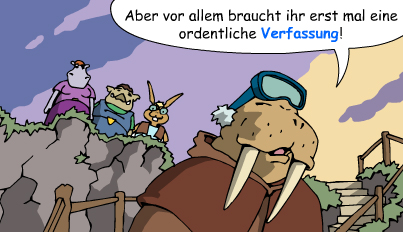 Aber vor allem braucht ihr erst mal eine
ordentliche Verfassung!